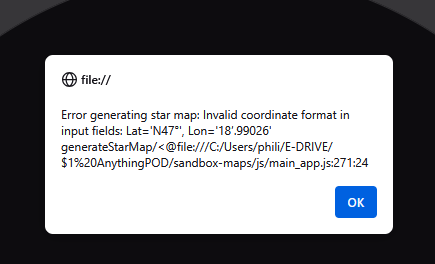 file://
Error generating star map: Invalid coordinate format in
input fields: Lat='N47°', Lon='18'.99026'
generateStarMap/<@file:///C:/Users/phili/E-DRIVE/
$1%20AnythingPOD/sandbox-maps/js/main_app.js:271:24
OK